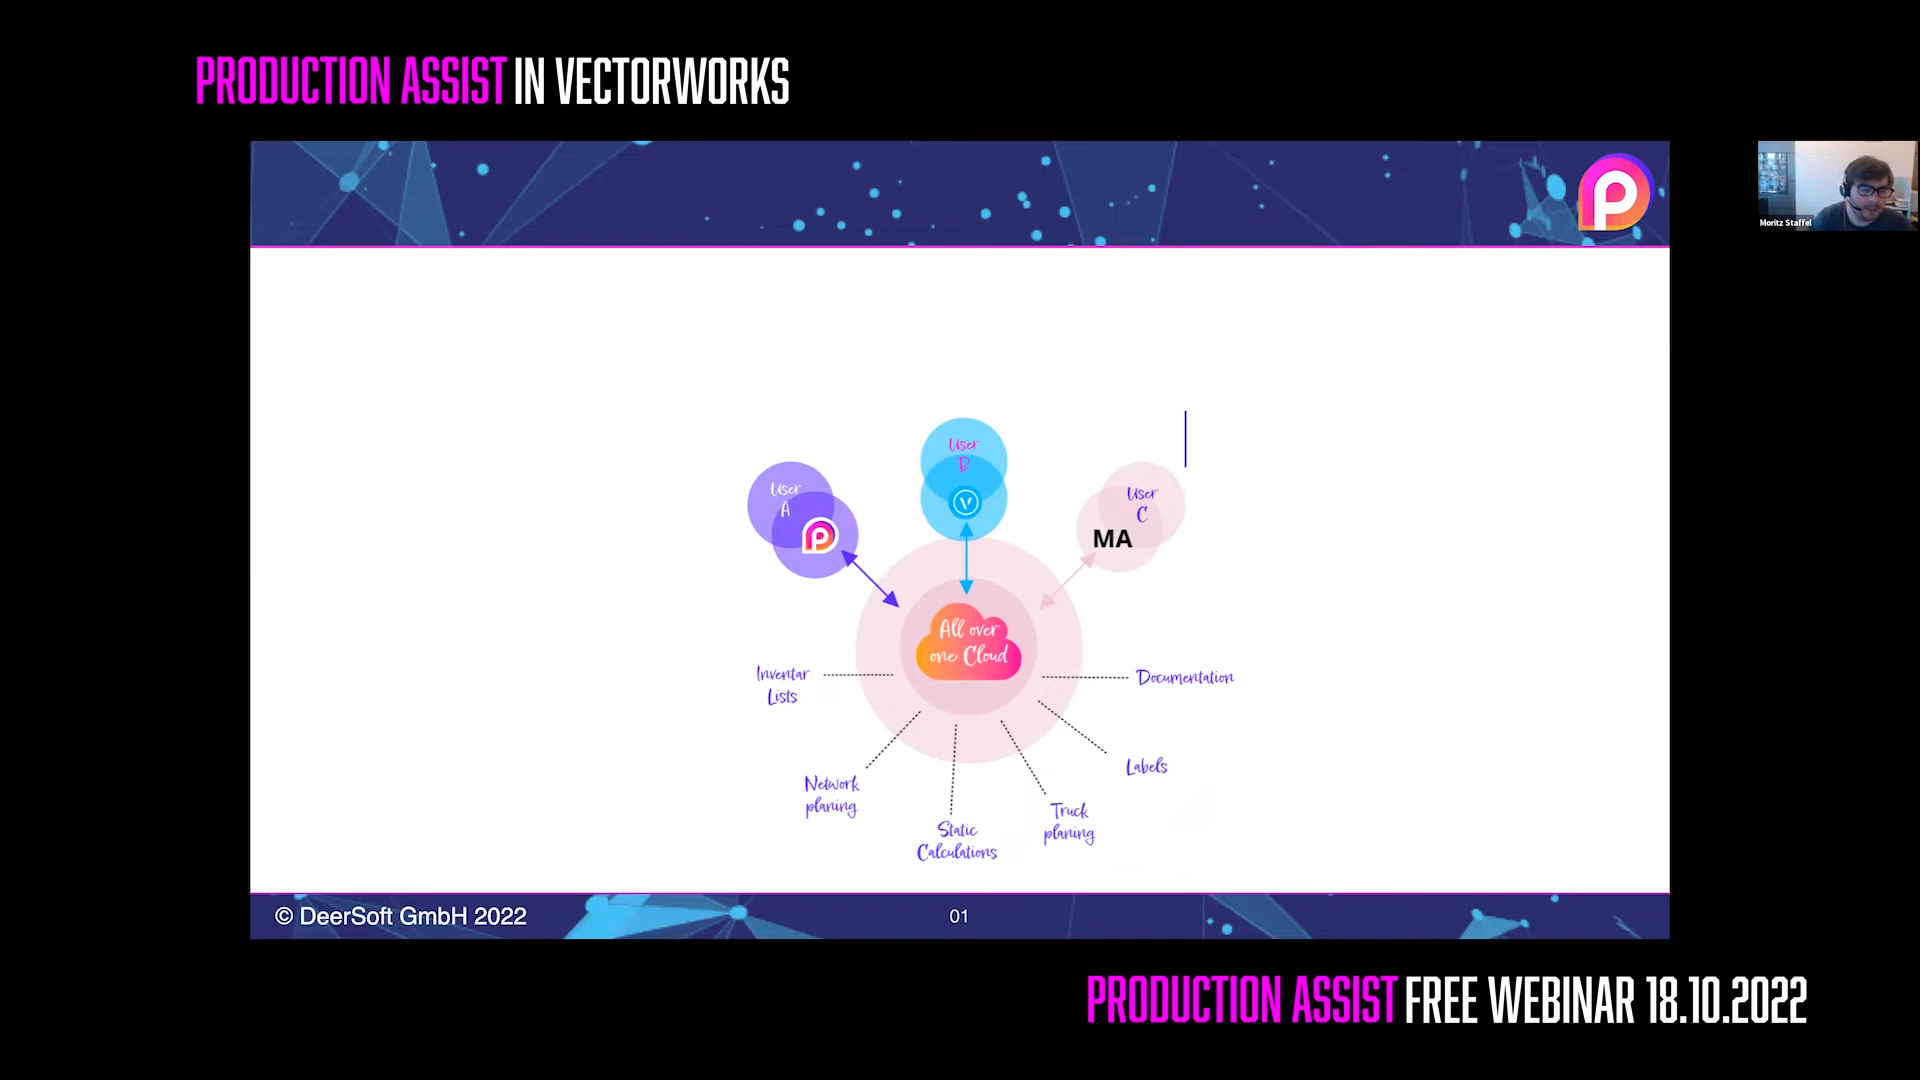 PRODUCTION ASSIST IN VECTORWORKS
P
Moritz Staffel
User
B
User
A
V
User
C
P
MA
All over
one Cloud
Inventar
Lists
Documentation
Network
planing
Labels
Static
Calculations
Truck
planing
© DeerSoft GmbH 2022
01
PRODUCTION ASSIST FREE WEBINAR 18.10.2022